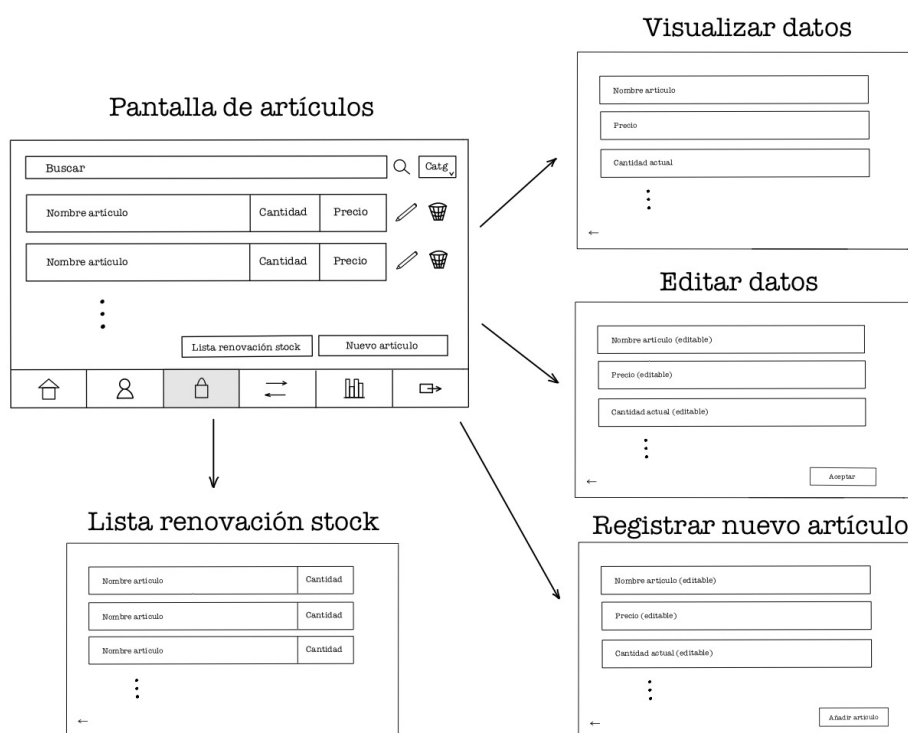 Visualizar datos
Nombre artículo
Precio
Cantidad actual
Pantalla de artículos
Buscar
Catg
Nombre artículo Cantidad Precio
Nombre artículo Cantidad Precio
Lista renovación stock Nuevo artículo
Editar datos
Nombre artículo (editable)
Precio (editable)
Cantidad actual (editable)
Aceptar
Lista renovación stock
Nombre artículo Cantidad
Nombre artículo Cantidad
Nombre artículo Cantidad
Registrar nuevo artículo
Nombre artículo (editable)
Precio (editable)
Cantidad actual (editable)
Añadir artículo